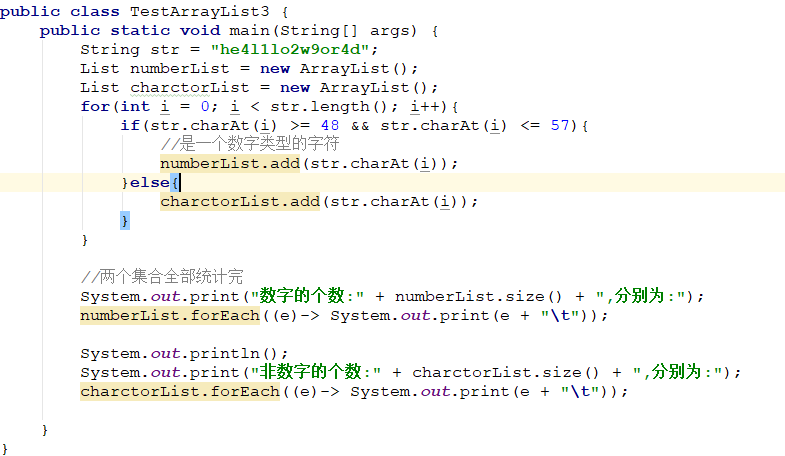 public class TestArrayList3 {
public static void main(String[] args) {
String str = "he4l1lo2w9or4d";
List numberList = new ArrayList();
List charctorList = new ArrayList();
for(int i = 0; i < str.length(); i++){
if(str.charAt(i) >= 48 && str.charAt(i) <= 57){
//是一个数字类型的字符
numberList.add(str.charAt(i));
}else{
charctorList.add(str.charAt(i));
}
}
//两个集合全部统计完
System.out.print("数字的个数:" + numberList.size() + ",分别为:");
numberList.forEach((e)-> System.out.print(e + "\t"));
System.out.println();
System.out.print("非数字的个数:" + charctorList.size() + ",分别为:");
charctorList.forEach((e)-> System.out.print(e + "\t"));
}
}